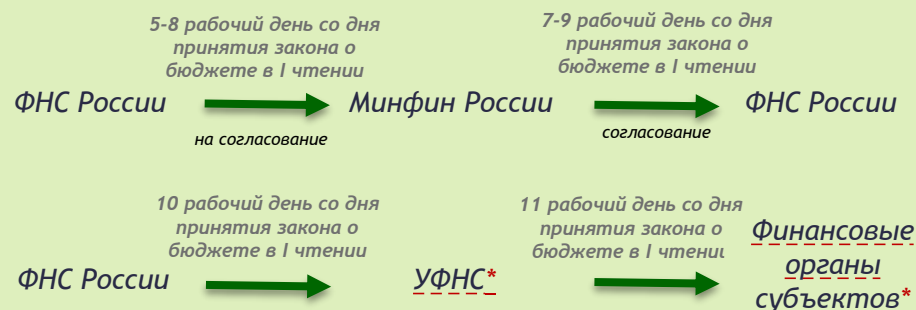 5-8 рабочий день со дня
принятия закона о
бюджете в I чтении
7-9 рабочий день со дня
принятия закона о
бюджете в I чтении
ФНС России
Минфин России
ФНС России
на согласование
согласование
10 рабочий день со дня
принятия закона о
бюджете в I чтении
11 рабочий день со дня
принятия закона о
бюджете в I чтении
ФНС России
УФНС*
Финансовые
органы
субъектов*